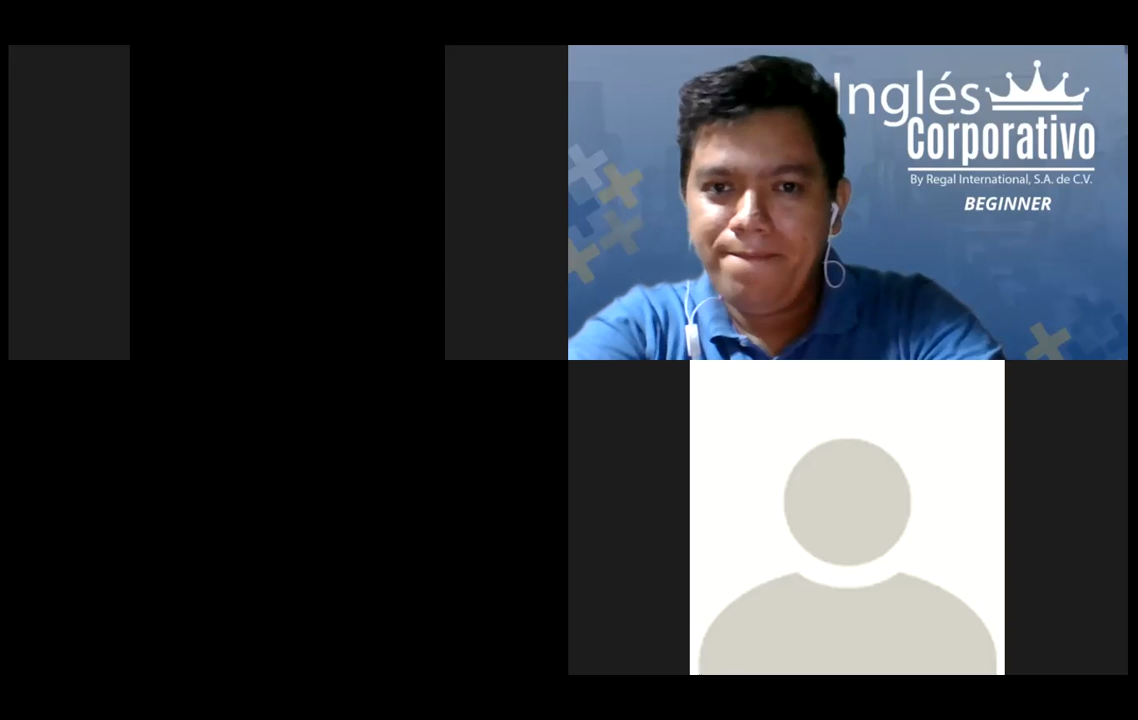 Inglés
Corporativo
By Regal International, S.A. de C.V.
BEGINNER